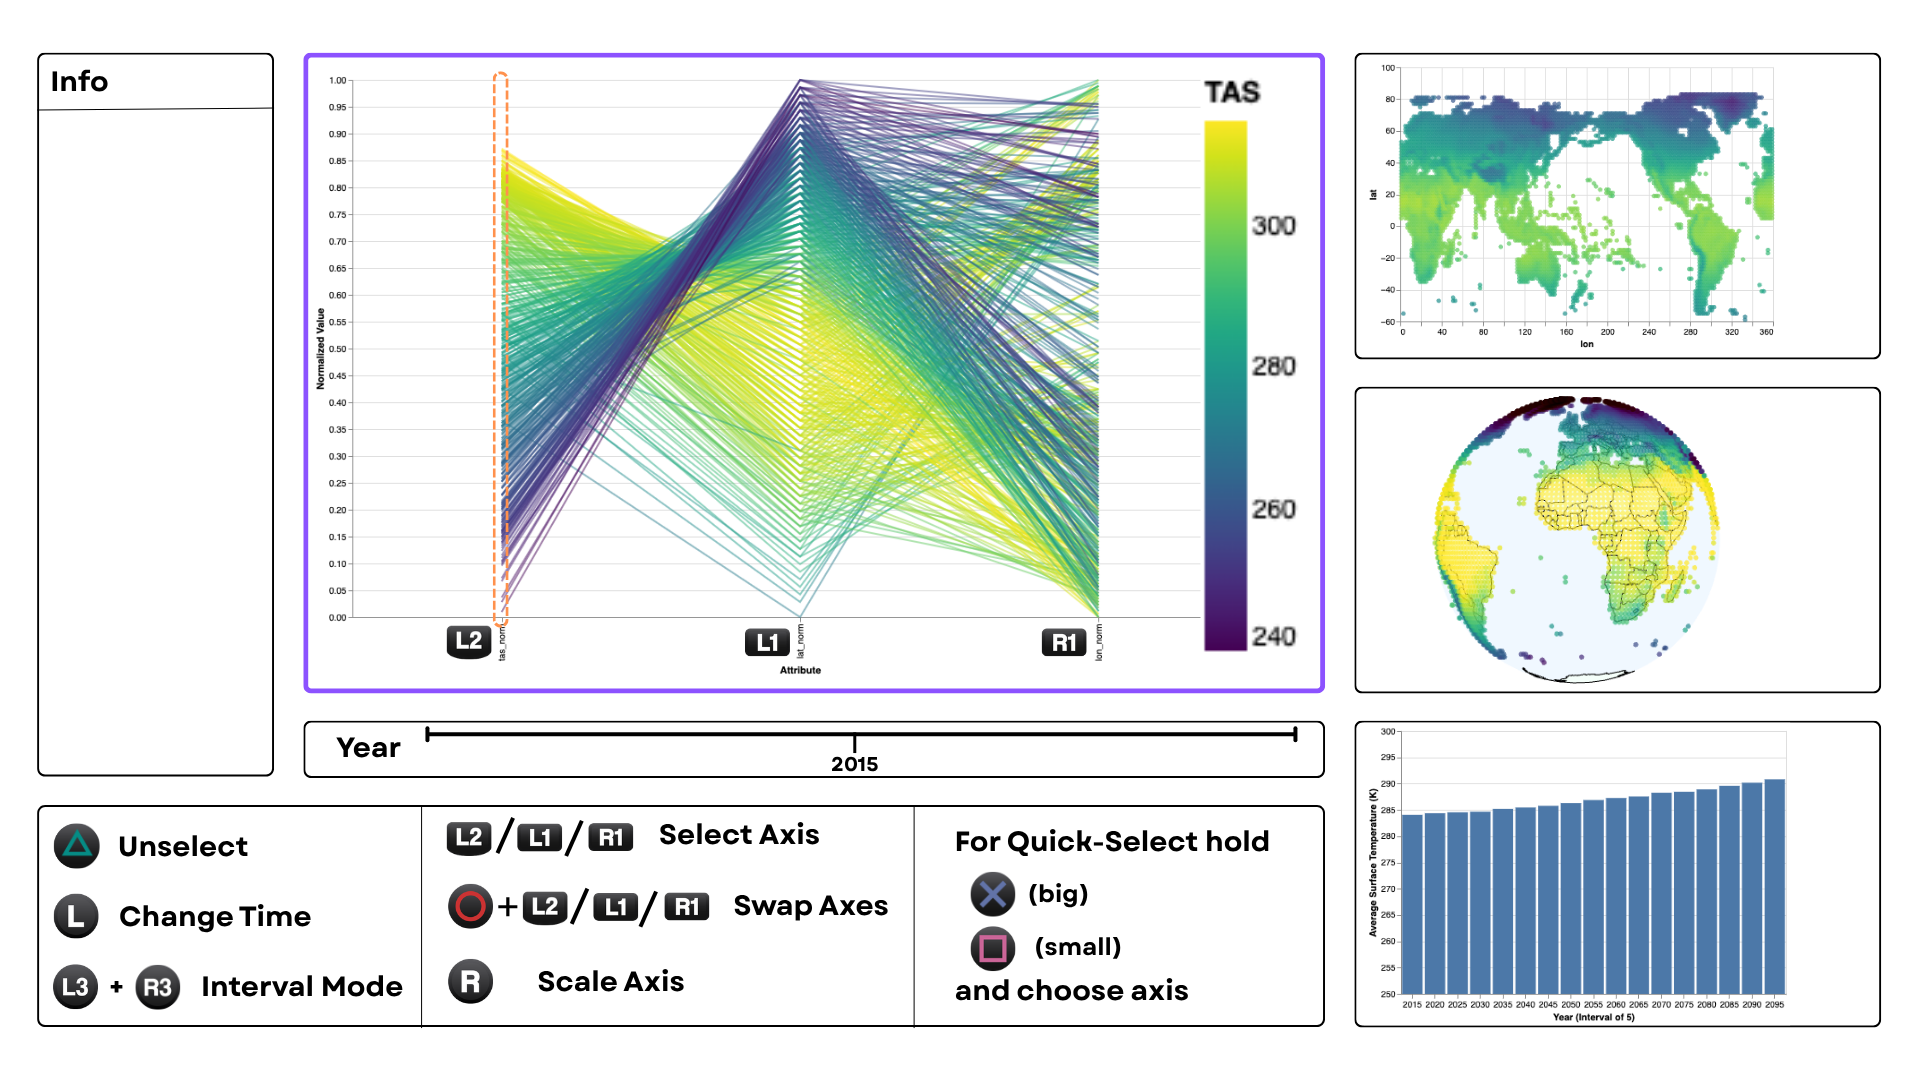 Info
1.00
0.95
0.90
0.85
0.80
0.75
0.70
0.65
0.60
0.55
0.50
0.45
0.40
0.35
0.30
0.25
0.20
0.15
0.10
0.05
0.00
Normalized Value
L2
tas_norm
L1
lat_norm
R1
lon_norm
Attribute
TAS
300
280
260
240
100
80
60
40
20
0
−20
−40
−60
lat
0 40 80 120 160 200 240 280 320 360
lon
Year
2015
300
295
290
285
280
275
270
265
260
255
250
Average Surface Temperature (K)
2015 2020 2025 2030 2035 2040 2045 2050 2055 2060 2065 2070 2075 2080 2085 2090 2095
Year (Interval of 5)
Unselect
L Change Time
L3 + R3 Interval Mode
L2 / L1 / R1 Select Axis
+ L2 / L1 / R1 Swap Axes
R Scale Axis
For Quick-Select hold
(big)
(small)
and choose axis